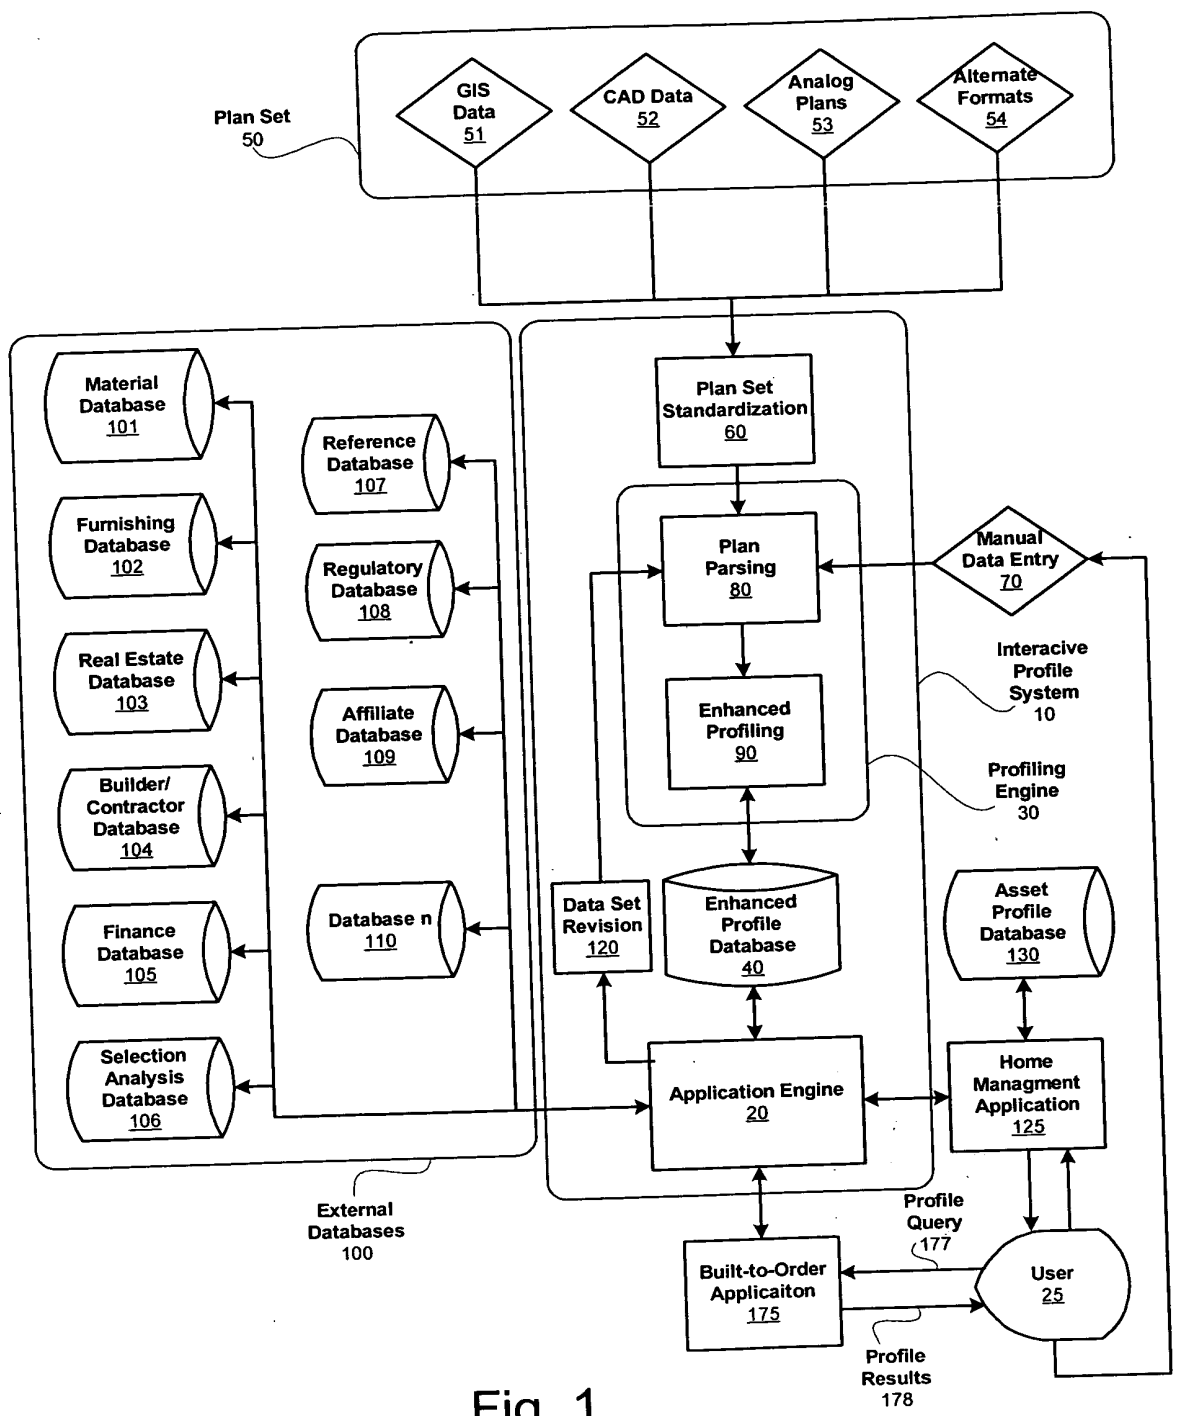 GIS
Data
51
CAD Data
52
Analog
Plans
53
Alternate
Formats
54
Plan Set
50
Plan Set
Standardization
60
Material
Database
101
Reference
Database
107
Furnishing
Database
102
Regulatory
Database
108
Real Estate
Database
103
Affiliate
Database
109
Builder/
Contractor
Database
104
Finance
Database
105
Database n
110
Selection
Analysis
Database
106
External
Databases
100
Plan
Parsing
80
Manual
Data Entry
70
Enhanced
Profiling
90
Interacive
Profile
System
10
Profiling
Engine
30
Data Set
Revision
120
Enhanced
Profile
Database
40
Asset
Profile
Database
130
Application Engine
20
Home
Managment
Application
125
Profile
Query
177
Built-to-Order
Applicaiton
175
User
25
Profile
Results
178
Fig. 1